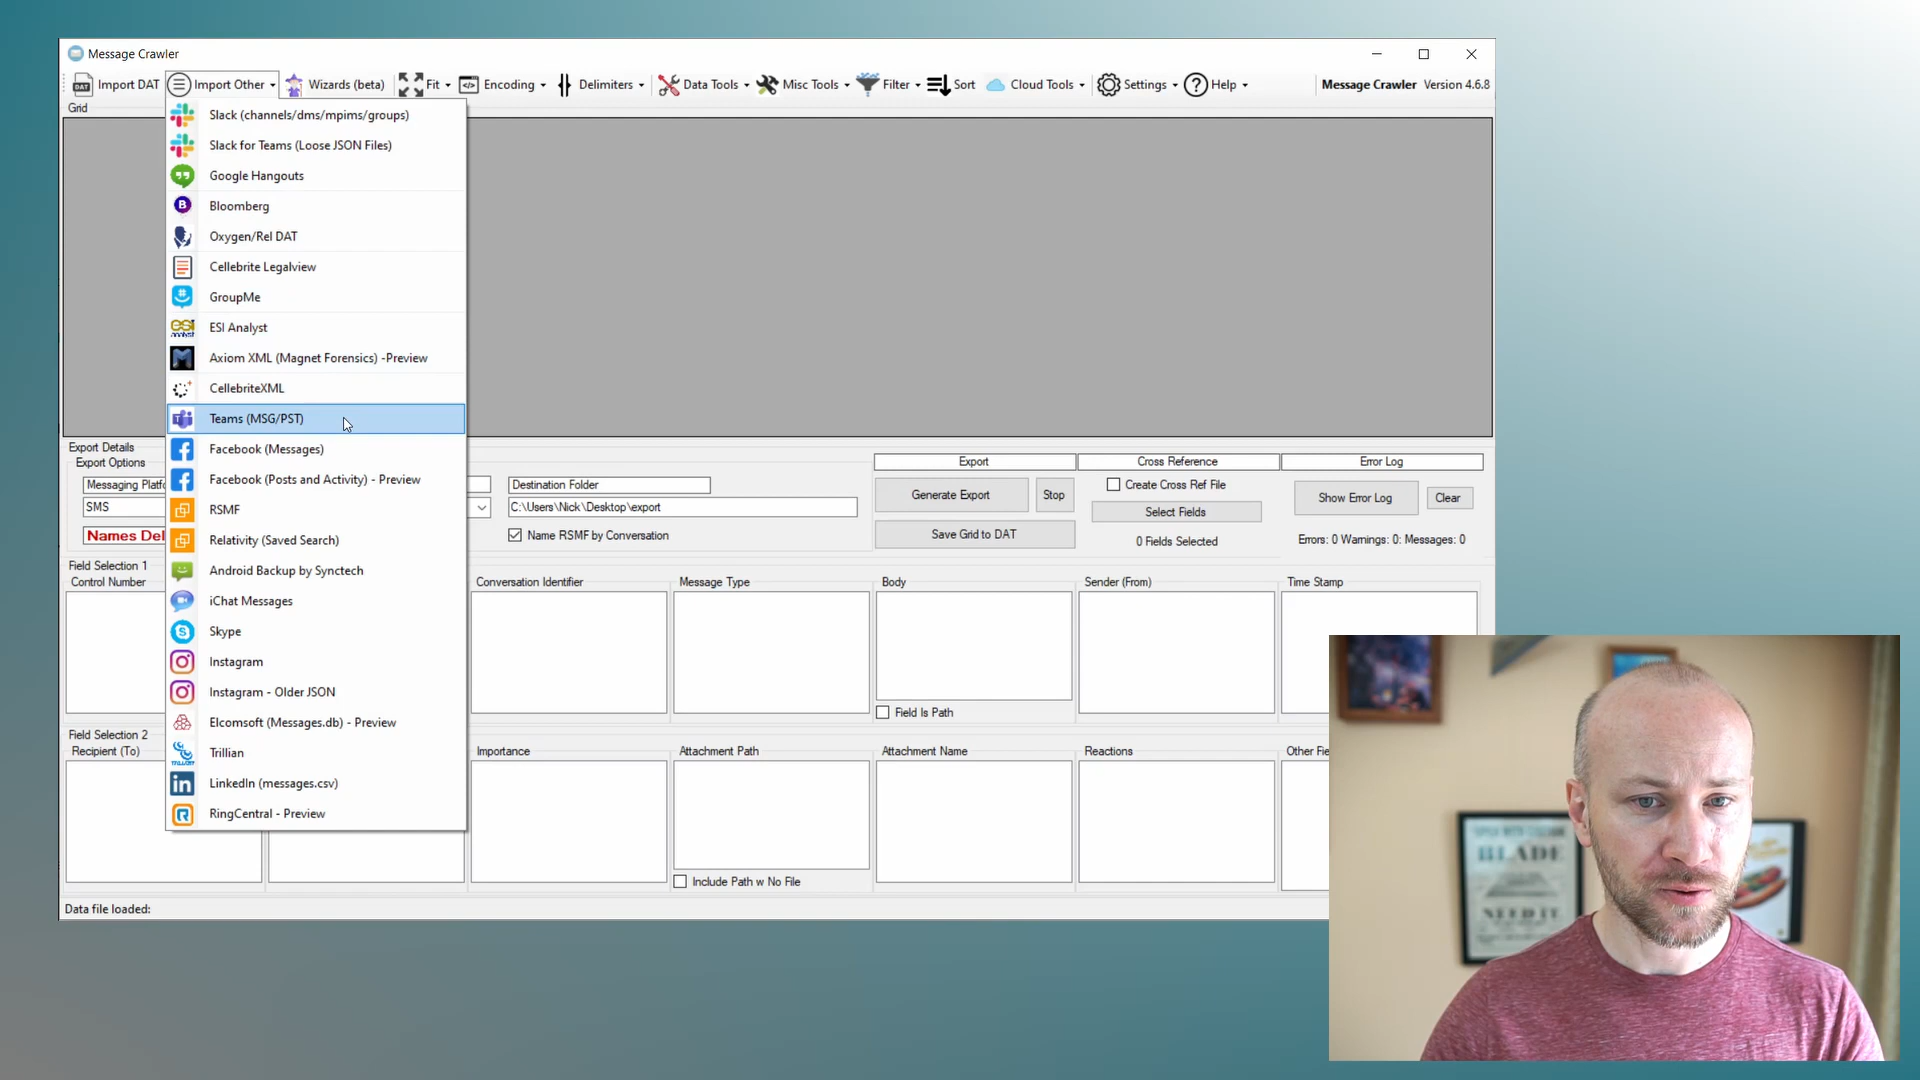 Message Crawler
Import DAT
Import Other
Wizards (beta)
Fit
Encoding
Delimiters
Data Tools
Misc Tools
Filter
Sort
Cloud Tools
Settings
Help
Message Crawler Version 4.6.8
Grid
Slack (channels/dms/mpims/groups)
Slack for Teams (Loose JSON Files)
Google Hangouts
Bloomberg
Oxygen/Rel DAT
Cellebrite Legalview
GroupMe
ESI Analyst
Axiom XML (Magnet Forensics) -Preview
CellebriteXML
Teams (MSG/PST)
Facebook (Messages)
Facebook (Posts and Activity) - Preview
RSMF
Relativity (Saved Search)
Android Backup by Synctech
iChat Messages
Skype
Instagram
Instagram - Older JSON
Elcomsoft (Messages.db) - Preview
Trillian
LinkedIn (messages.csv)
RingCentral - Preview
Export Details
Export Options
Messaging Platfo
SMS
Names Del
Destination Folder
C:\Users\Nick\Desktop\export
Name RSMF by Conversation
Export
Generate Export
Stop
Save Grid to DAT
Cross Reference
Create Cross Ref File
Select Fields
0 Fields Selected
Error Log
Show Error Log
Clear
Errors: 0 Warnings: 0: Messages: 0
Field Selection 1
Control Number
Conversation Identifier
Message Type
Body
Sender (From)
Time Stamp
Field Is Path
Field Selection 2
Recipient (To)
Importance
Attachment Path
Attachment Name
Reactions
Other Fie
Include Path w No File
Data file loaded:
BLADE
NEED IT